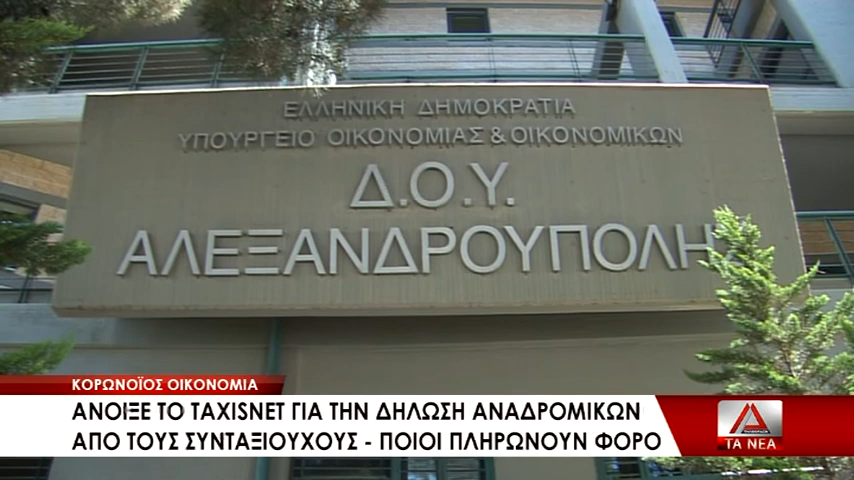 ΕΛΛΗΝΙΚΗ ΔΗΜΟΚΡΑΤΙΑ
ΥΠΟΥΡΓΕΙΟ ΟΙΚΟΝΟΜΙΑΣ & ΟΙΚΟΝΟΜΙΚΩΝ
Δ.Ο.Υ.
ΑΛΕΞΑΝΔΡΟΥΠΟΛΗΣ
ΚΟΡΩΝΟΪΟΣ ΟΙΚΟΝΟΜΙΑ
ΑΝΟΙΞΕ ΤΟ TAXISNET ΓΙΑ ΤΗΝ ΔΗΛΩΣΗ ΑΝΑΔΡΟΜΙΚΩΝ
ΑΠΟ ΤΟΥΣ ΣΥΝΤΑΞΙΟΥΧΟΥΣ - ΠΟΙΟΙ ΠΛΗΡΩΝΟΥΝ ΦΟΡΟ
ΤΑ ΝΕΑ